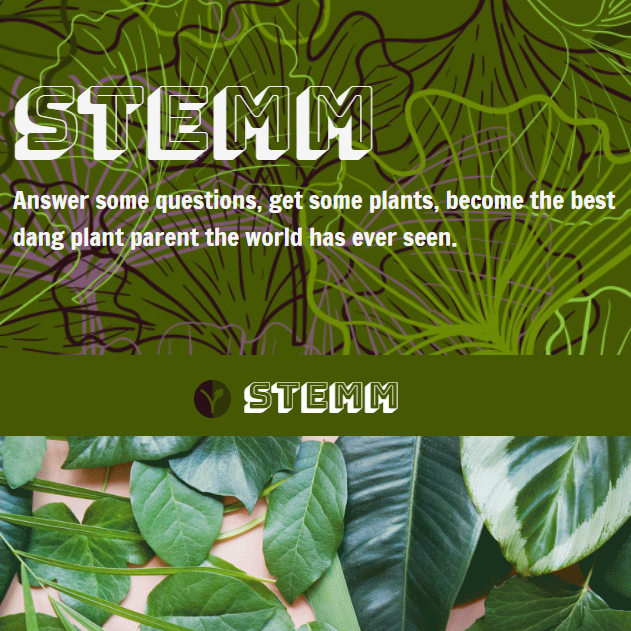 STEMM
Answer some questions, get some plants, become the best
dang plant parent the world has ever seen.
STEMM